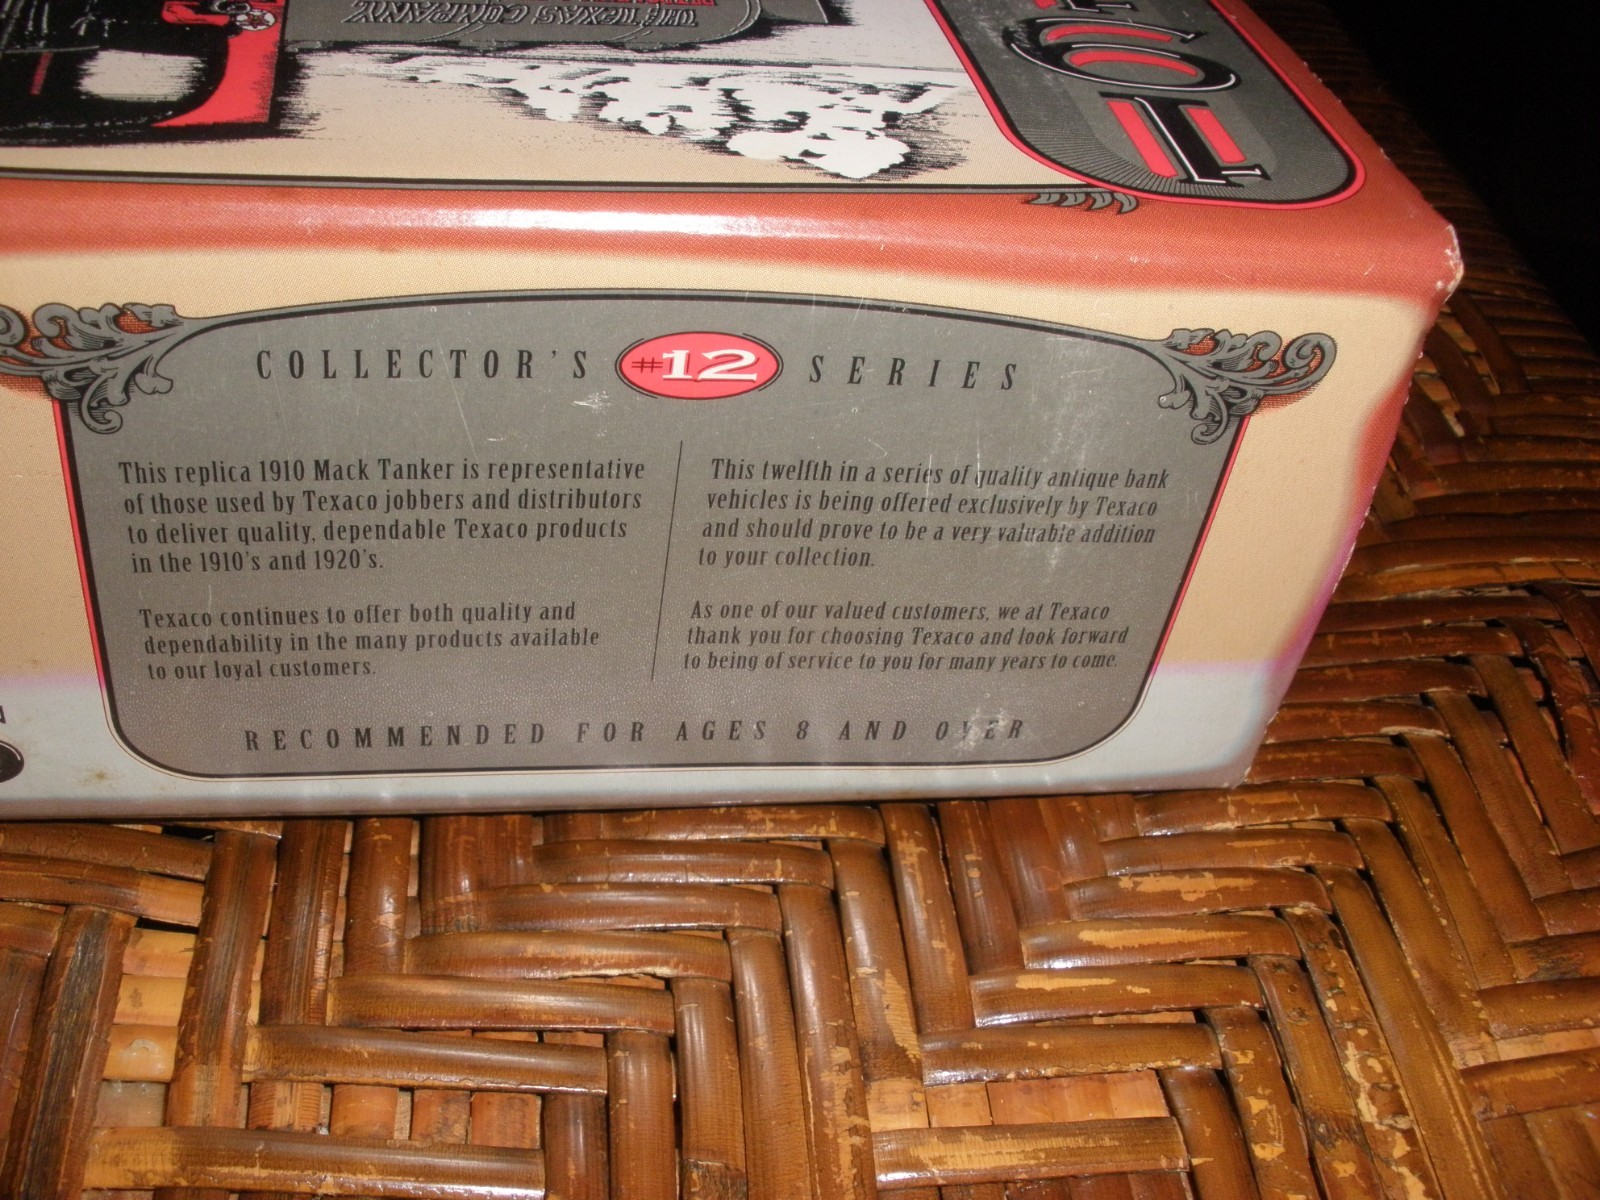 THE TEXAS COMPANY
COLLECTOR'S #12 SERIES
This replica 1910 Mack Tanker is representative
of those used by Texaco jobbers and distributors
to deliver quality, dependable Texaco products
in the 1910's and 1920's.
Texaco continues to offer both quality and
dependability in the many products available
to our loyal customers.
This twelfth in a series of quality antique bank
vehicles is being offered exclusively by Texaco
and should prove to be a very valuable addition
to your collection.
As one of our valued customers, we at Texaco
thank you for choosing Texaco and look forward
to being of service to you for many years to come.
RECOMMENDED FOR AGES 8 AND OVER